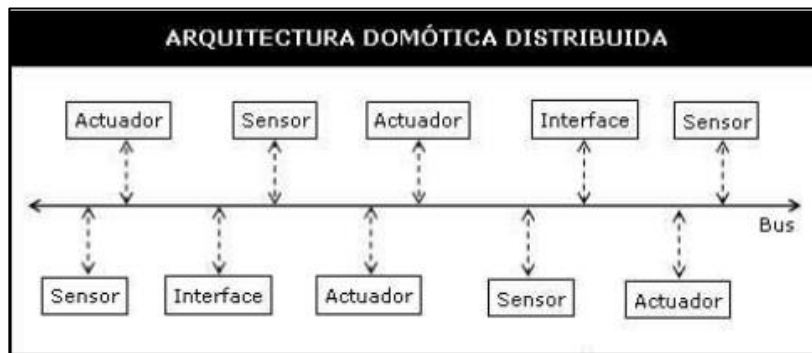 ARQUITECTURA DOMÓTICA DISTRIBUIDA
Actuador
Sensor
Actuador
Interface
Sensor
Bus
Sensor
Interface
Actuador
Sensor
Actuador